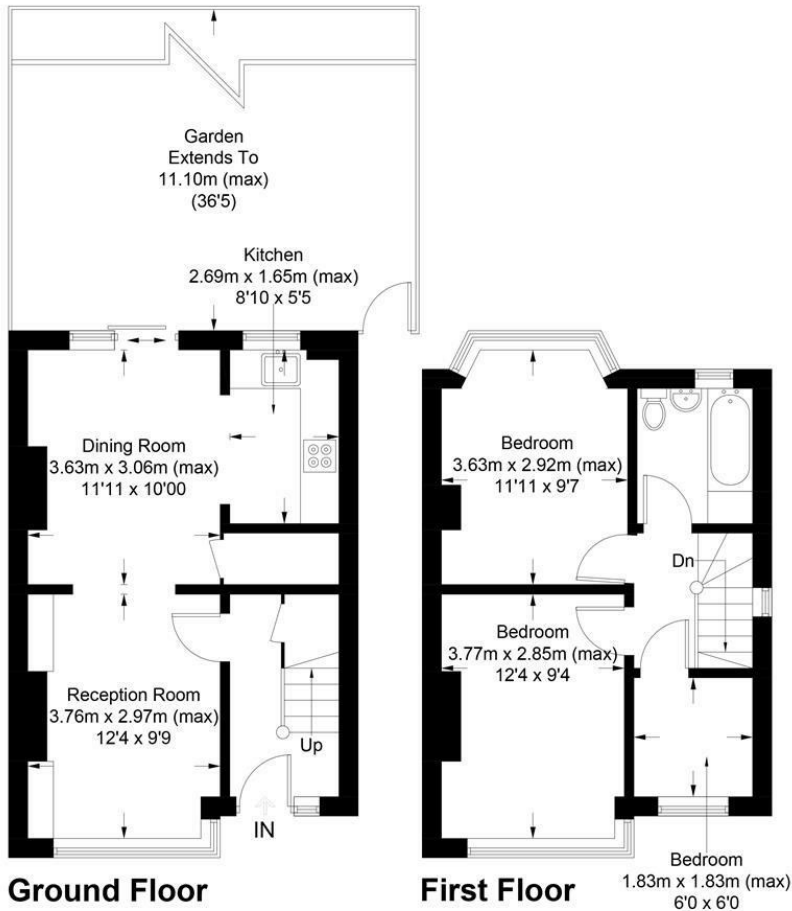 Garden
Extends To
11.10m (max)
(36'5)
Kitchen
2.69m x 1.65m (max)
8'10 x 5'5
Dining Room
3.63m x 3.06m (max)
11'11 x 10'00
Reception Room
3.76m x 2.97m (max)
12'4 x 9'9
Up
IN
Ground Floor
Bedroom
3.63m x 2.92m (max)
11'11 x 9'7
Dn
Bedroom
3.77m x 2.85m (max)
12'4 x 9'4
Bedroom
1.83m x 1.83m (max)
6'0 x 6'0
First Floor